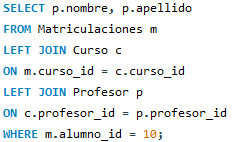 SELECT p.nombre, p.apellido
FROM Matriculaciones m
LEFT JOIN Curso c
ON m.curso_id = c.curso_id
LEFT JOIN Profesor p
ON c.profesor_id = p.profesor_id
WHERE m.alumno_id = 10;